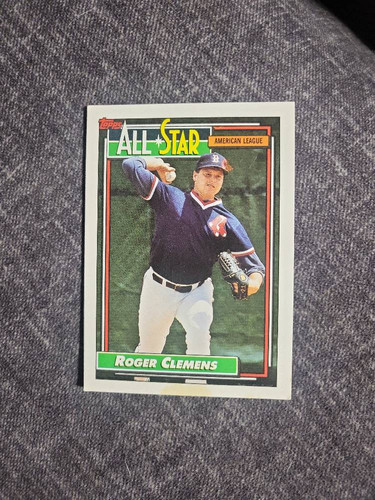 Topps
ALL STAR
AMERICAN LEAGUE
B
ROGER CLEMENS